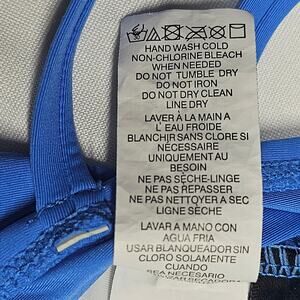 HAND WASH COLD
NON-CHLORINE BLEACH
WHEN NEEDED
DO NOT TUMBLE DRY
DO NOT IRON
DO NOT DRY CLEAN
LINE DRY
LAVER À LA MAIN A
L' EAU FROIDE
BLANCHIR SANS CLORE SI
NÉCESSAIRE
UNIQUEMENT AU
BESOIN
NE PAS SÈCHE-LINGE
NE PAS REPASSER
NE PAS NETTOYER A SEC
LIGNE SÈCHE
LAVAR A MANO CON
AGUA FRIA
USAR BLANQUEADOR SIN
CLORO SOLAMENTE
CUANDO
SEA NECESARIO